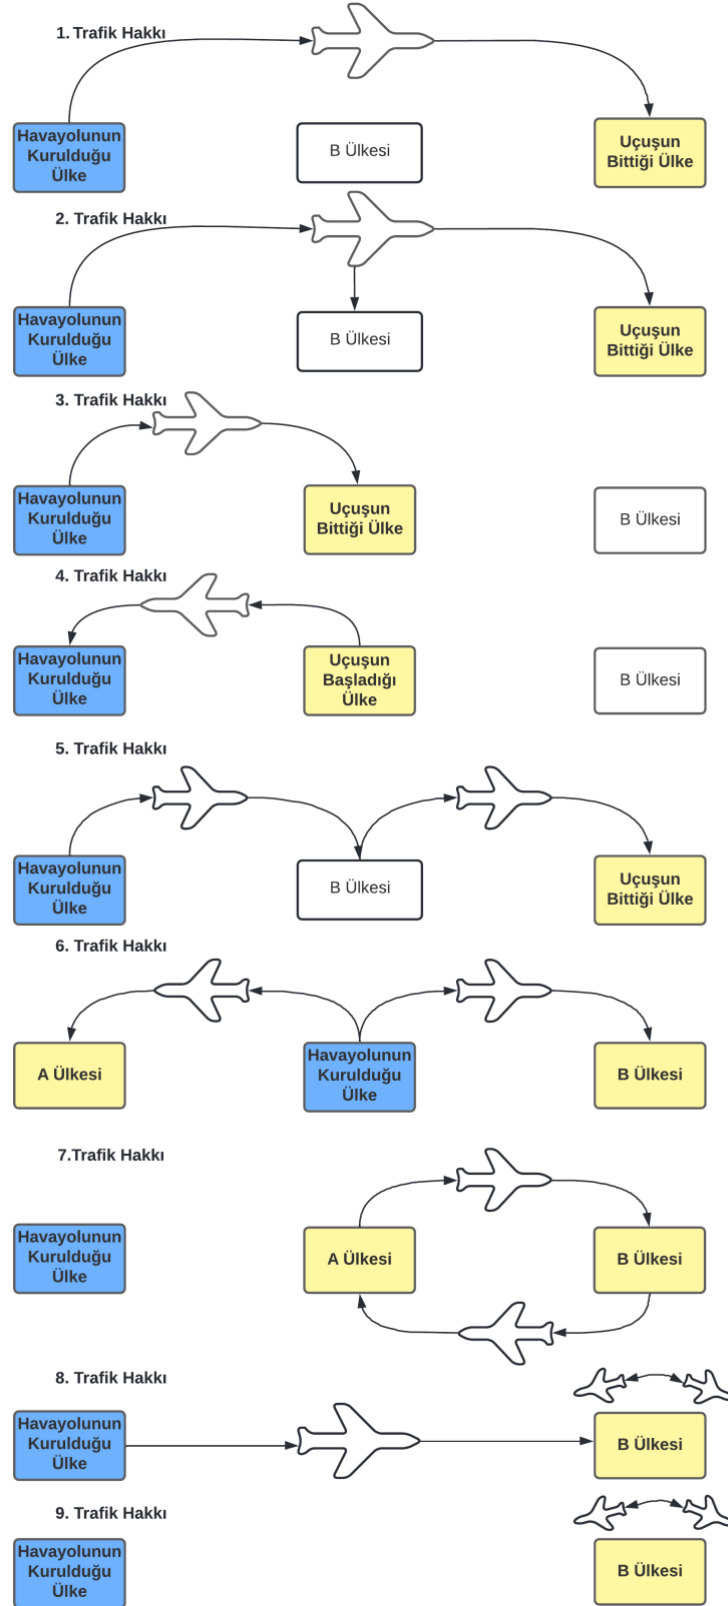 1. Trafik Hakkı
Havayolunun
Kurulduğu
Ülke
B Ülkesi
Uçuşun
Bittiği Ülke
2. Trafik Hakkı
Havayolunun
Kurulduğu
Ülke
B Ülkesi
Uçuşun
Bittiği Ülke
3. Trafik Hakkı
Havayolunun
Kurulduğu
Ülke
Uçuşun
Bittiği Ülke
B Ülkesi
4. Trafik Hakkı
Havayolunun
Kurulduğu
Ülke
Uçuşun
Başladığı
Ülke
B Ülkesi
5. Trafik Hakkı
Havayolunun
Kurulduğu
Ülke
B Ülkesi
Uçuşun
Bittiği Ülke
6. Trafik Hakkı
A Ülkesi
Havayolunun
Kurulduğu
Ülke
B Ülkesi
7.Trafik Hakkı
Havayolunun
Kurulduğu
Ülke
A Ülkesi
B Ülkesi
8. Trafik Hakkı
Havayolunun
Kurulduğu
Ülke
B Ülkesi
9. Trafik Hakkı
Havayolunun
Kurulduğu
Ülke
B Ülkesi